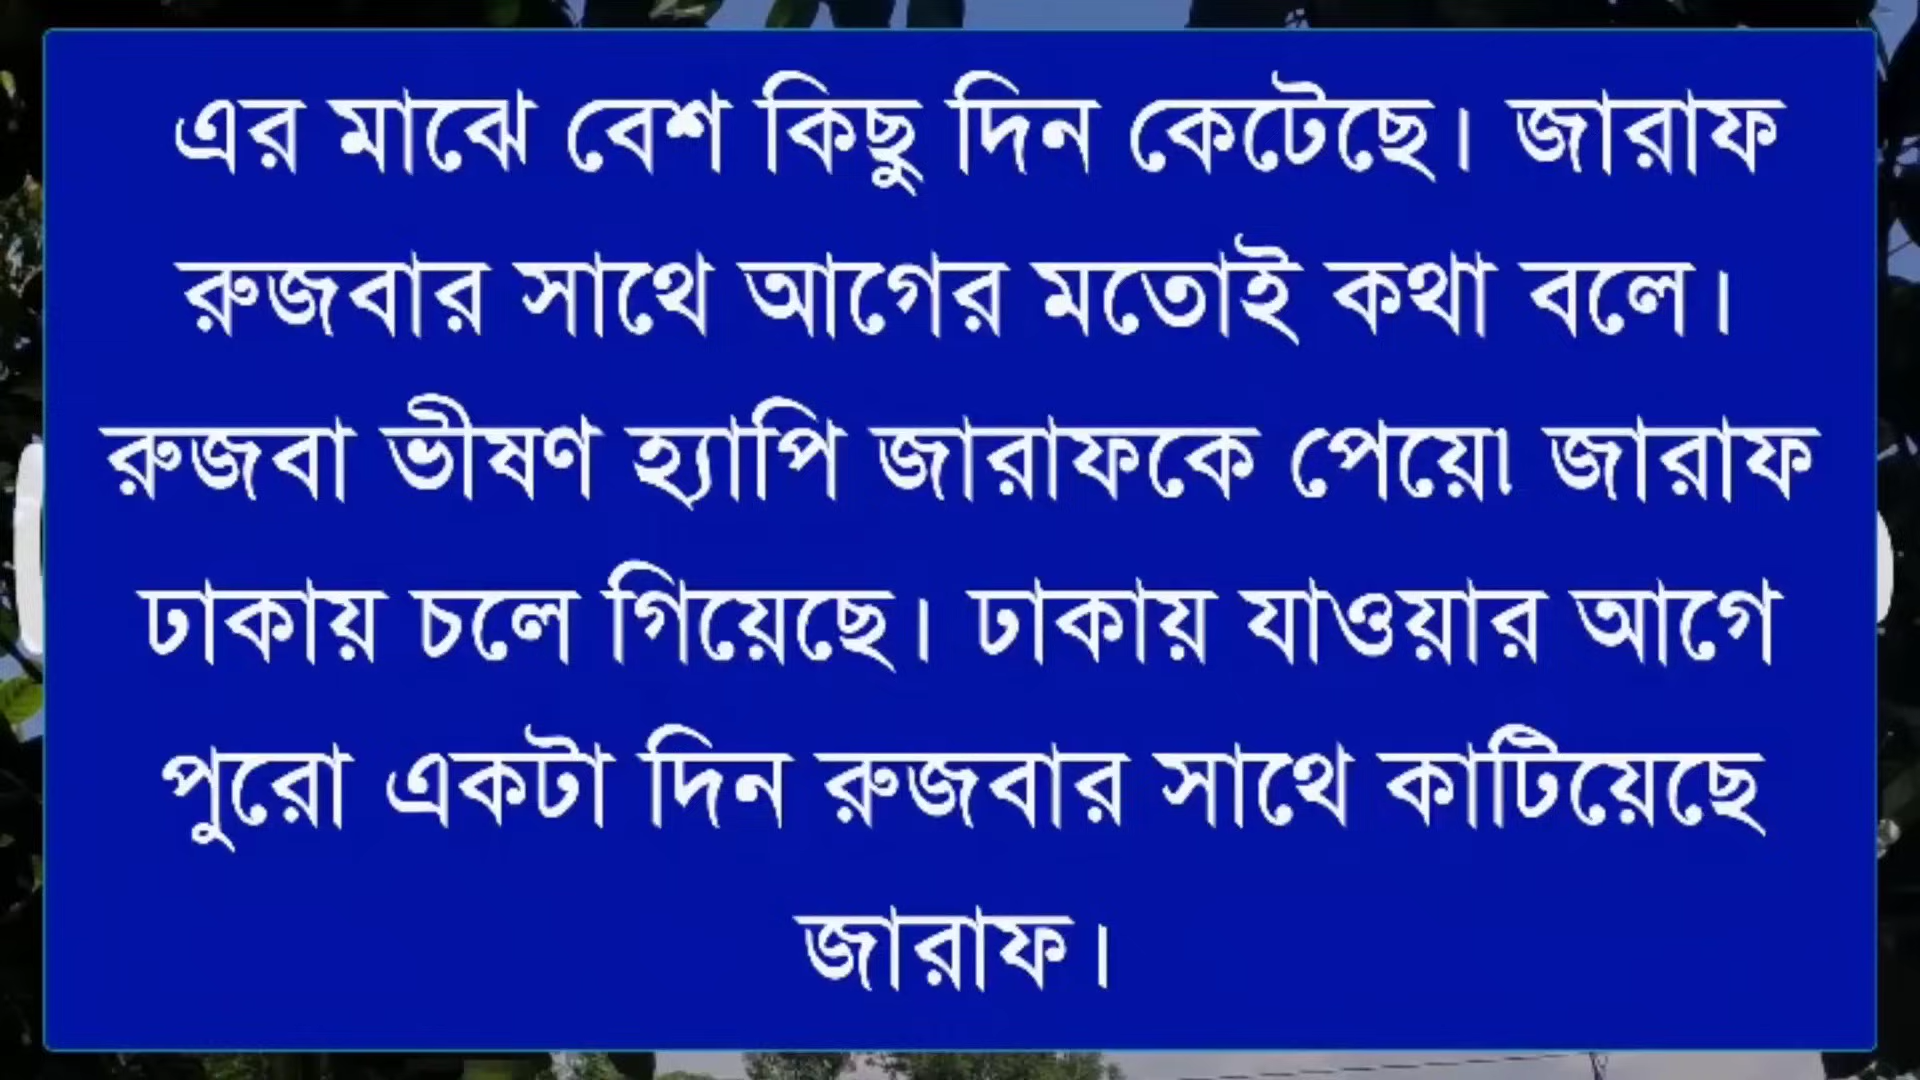 এর মাঝে বেশ কিছু দিন কেটেছে। জারাফ
রুজবার সাথে আগের মতোই কথা বলে।
রুজবা ভীষণ হ্যাপি জারাফকে পেয়ে৷ জারাফ
ঢাকায় চলে গিয়েছে। ঢাকায় যাওয়ার আগে
পুরো একটা দিন রুজবার সাথে কাটিয়েছে
জারাফ।